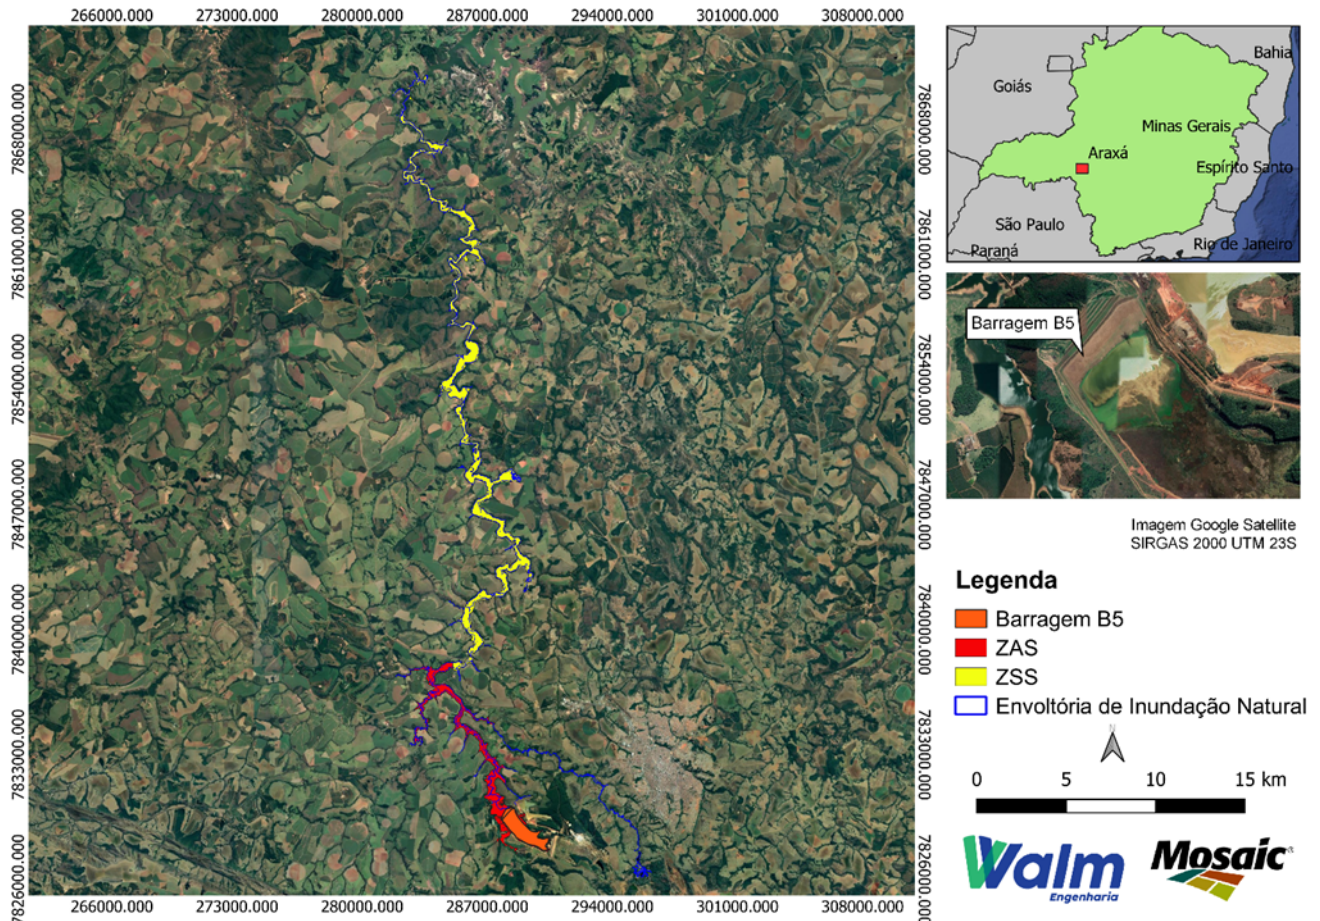 266000.000 273000.000 280000.000 287000.000 294000.000 301000.000 308000.000
7868000.000
7861000.000
7854000.000
7847000.000
7840000.000
7833000.000
7826000.000
7868000.000
7861000.000
7854000.000
7847000.000
7840000.000
7833000.000
7826000.000
266000.000 273000.000 280000.000 287000.000 294000.000 301000.000 308000.000
Bahia
Goiás
Minas Gerais
Araxá
Espírito Santo
São Paulo
Rio de Janeiro
Paraná
Barragem B5
Imagem Google Satellite
SIRGAS 2000 UTM 23S
Legenda
Barragem B5
ZAS
ZSS
Envoltória de Inundação Natural
N
0 5 10 15 km
Walm
Engenharia
Mosaic®